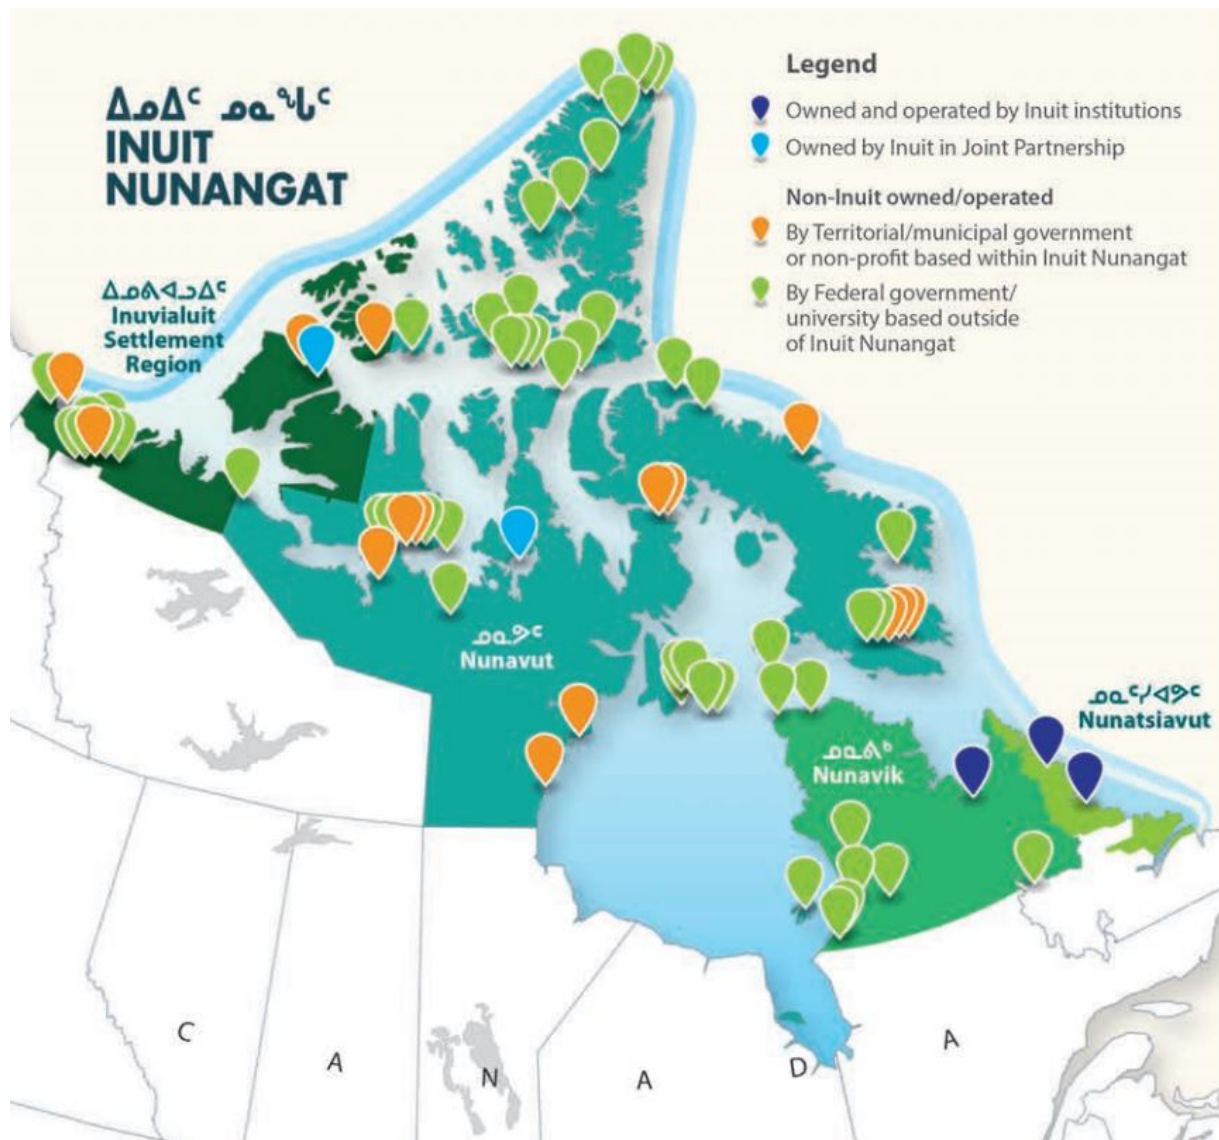 ᐃᓄᐃᑦ ᓄᓇᖓᑦ
INUIT
NUNANGAT
Legend
Owned and operated by Inuit institutions
Owned by Inuit in Joint Partnership
Non-Inuit owned/operated
By Territorial/municipal government
or non-profit based within Inuit Nunangat
By Federal government/
university based outside
of Inuit Nunangat
ᐃᓄᕕᐊᓗᐃᑦ
Inuvialuit
Settlement
Region
ᓄᓇᕗᑦ
Nunavut
ᓄᓇᑦᓯᐊᕗᑦ
Nunatsiavut
ᓄᓇᕕᒃ
Nunavik
C A N A D A